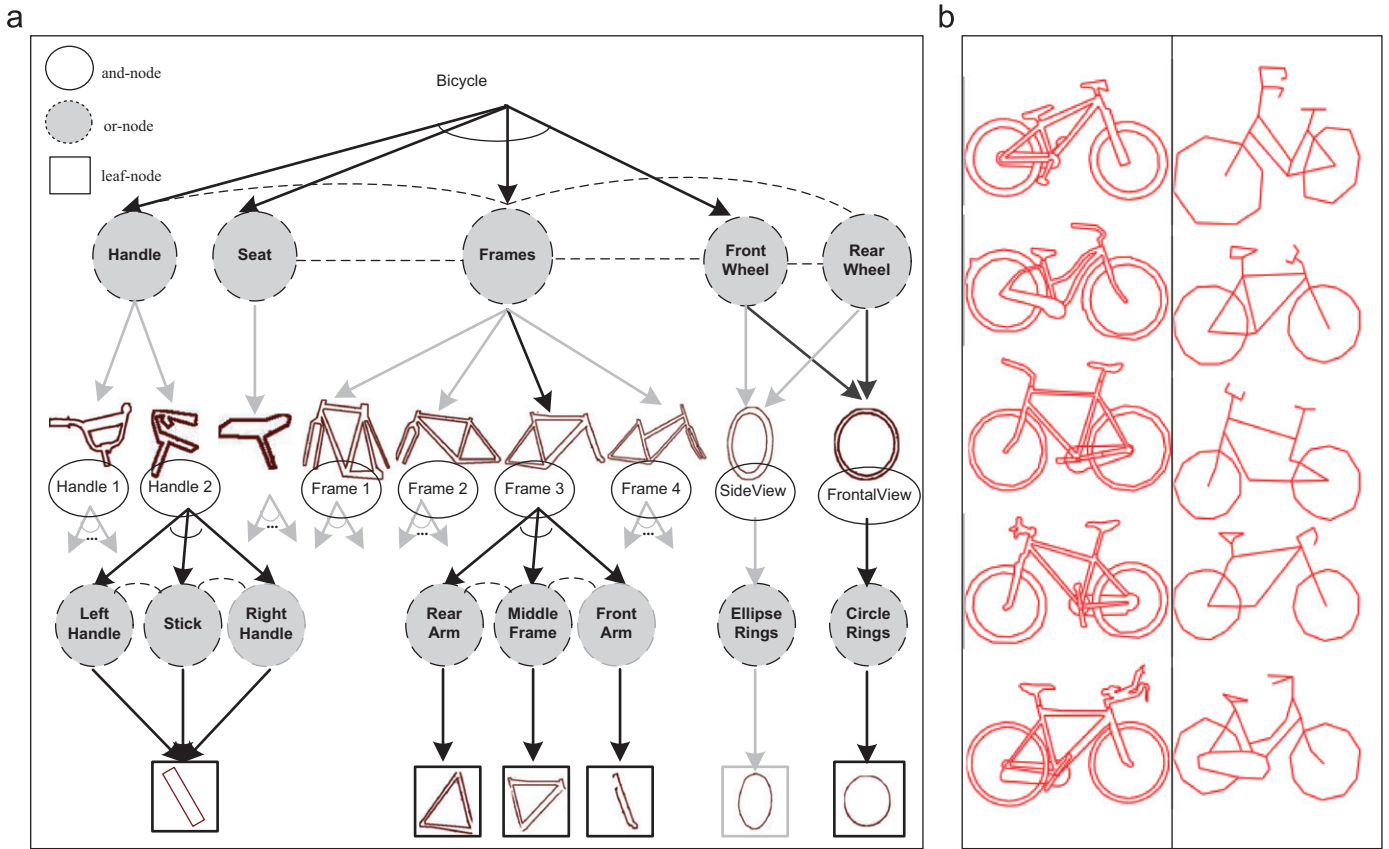 a
b
and-node
or-node
leaf-node
Bicycle
Handle
Seat
Frames
Front
Wheel
Rear
Wheel
Handle 1
Handle 2
Frame 1
Frame 2
Frame 3
Frame 4
SideView
FrontalView
...
...
...
...
...
Left
Handle
Stick
Right
Handle
Rear
Arm
Middle
Frame
Front
Arm
Ellipse
Rings
Circle
Rings